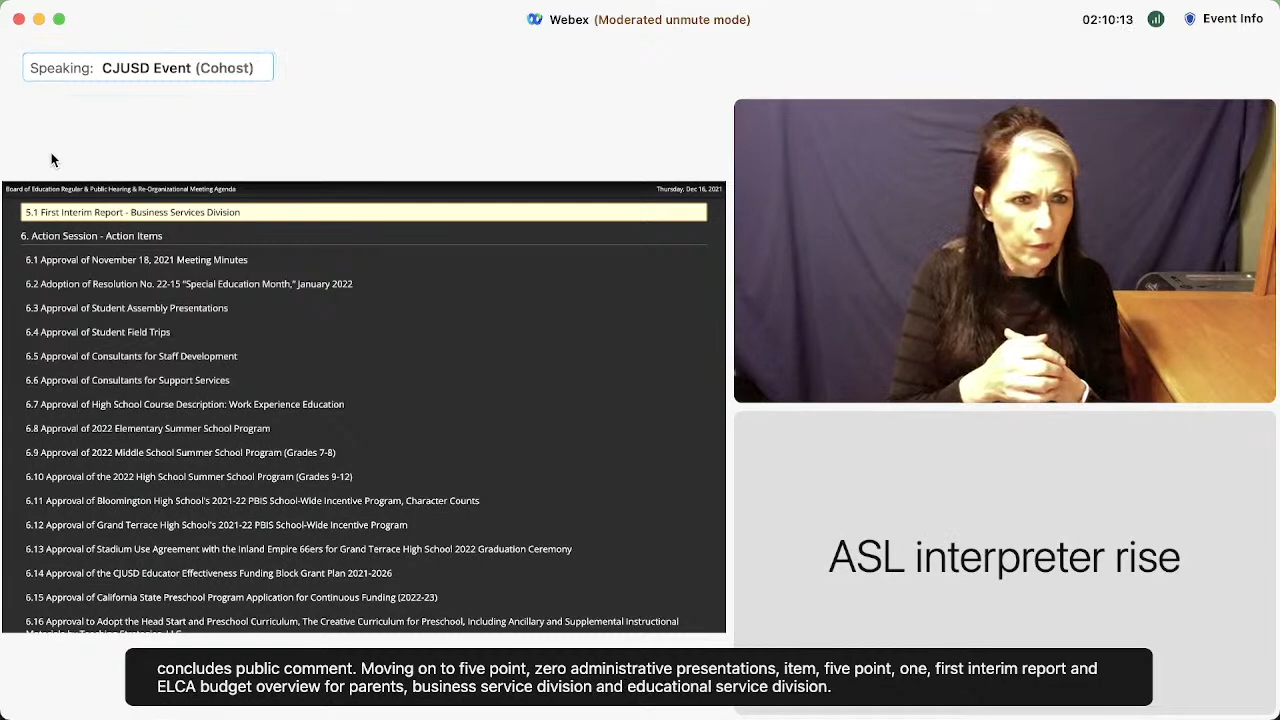 Webex (Moderated unmute mode)
02:10:13
Event Info
Speaking: CJUSD Event (Cohost)
Board of Education Regular & Public Hearing & Re-Organizational Meeting Agenda
Thursday, Dec 16, 2021
5.1 First Interim Report - Business Services Division
6. Action Session - Action Items
6.1 Approval of November 18, 2021 Meeting Minutes
6.2 Adoption of Resolution No. 22-15 "Special Education Month," January 2022
6.3 Approval of Student Assembly Presentations
6.4 Approval of Student Field Trips
6.5 Approval of Consultants for Staff Development
6.6 Approval of Consultants for Support Services
6.7 Approval of High School Course Description: Work Experience Education
6.8 Approval of 2022 Elementary Summer School Program
6.9 Approval of 2022 Middle School Summer School Program (Grades 7-8)
6.10 Approval of the 2022 High School Summer School Program (Grades 9-12)
6.11 Approval of Bloomington High School's 2021-22 PBIS School-Wide Incentive Program, Character Counts
6.12 Approval of Grand Terrace High School's 2021-22 PBIS School-Wide Incentive Program
6.13 Approval of Stadium Use Agreement with the Inland Empire 66ers for Grand Terrace High School 2022 Graduation Ceremony
6.14 Approval of the CJUSD Educator Effectiveness Funding Block Grant Plan 2021-2026
6.15 Approval of California State Preschool Program Application for Continuous Funding (2022-23)
6.16 Approval to Adopt the Head Start and Preschool Curriculum, The Creative Curriculum for Preschool, Including Ancillary and Supplemental Instructional
Materials by Teaching Strategies, LLC
ASL interpreter rise
concludes public comment. Moving on to five point, zero administrative presentations, item, five point, one, first interim report and
ELCA budget overview for parents, business service division and educational service division.